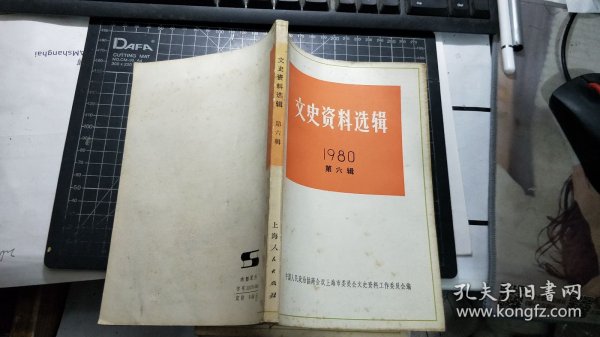 AMshanghai
DAFA
CUTTING MAT
文史资料选辑
第六辑
上海人民出版社
文史资料选辑
1980
第六辑
中国人民政治协商会议上海市委员会文史资料工作委员会编
孔夫子旧书网